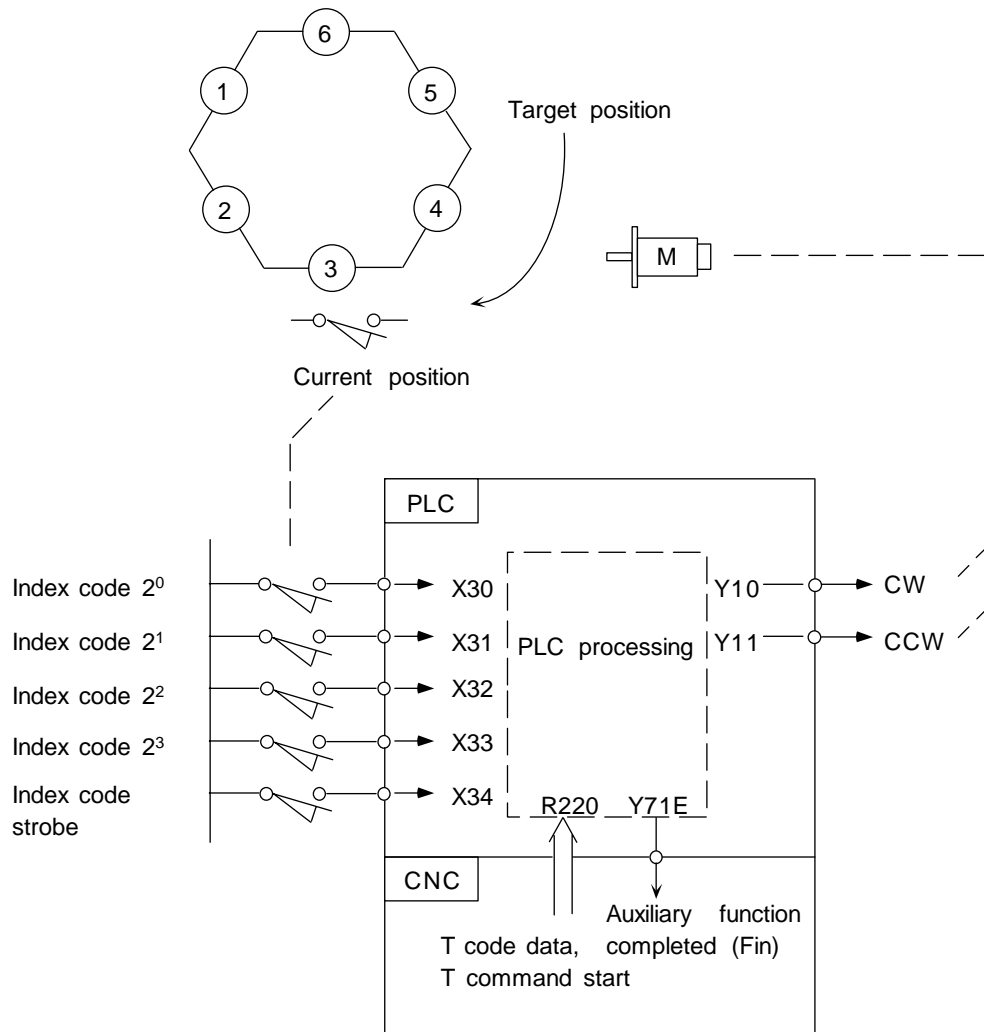 6
1
5
Target position
2
4
M
3
Current position
PLC
Index code 2⁰
X30
Y10
CW
Index code 2¹
X31
PLC processing
Y11
CCW
Index code 2²
X32
Index code 2³
X33
Index code
strobe
X34
R220
Y71E
CNC
Auxiliary function
completed (Fin)
T code data,
T command start